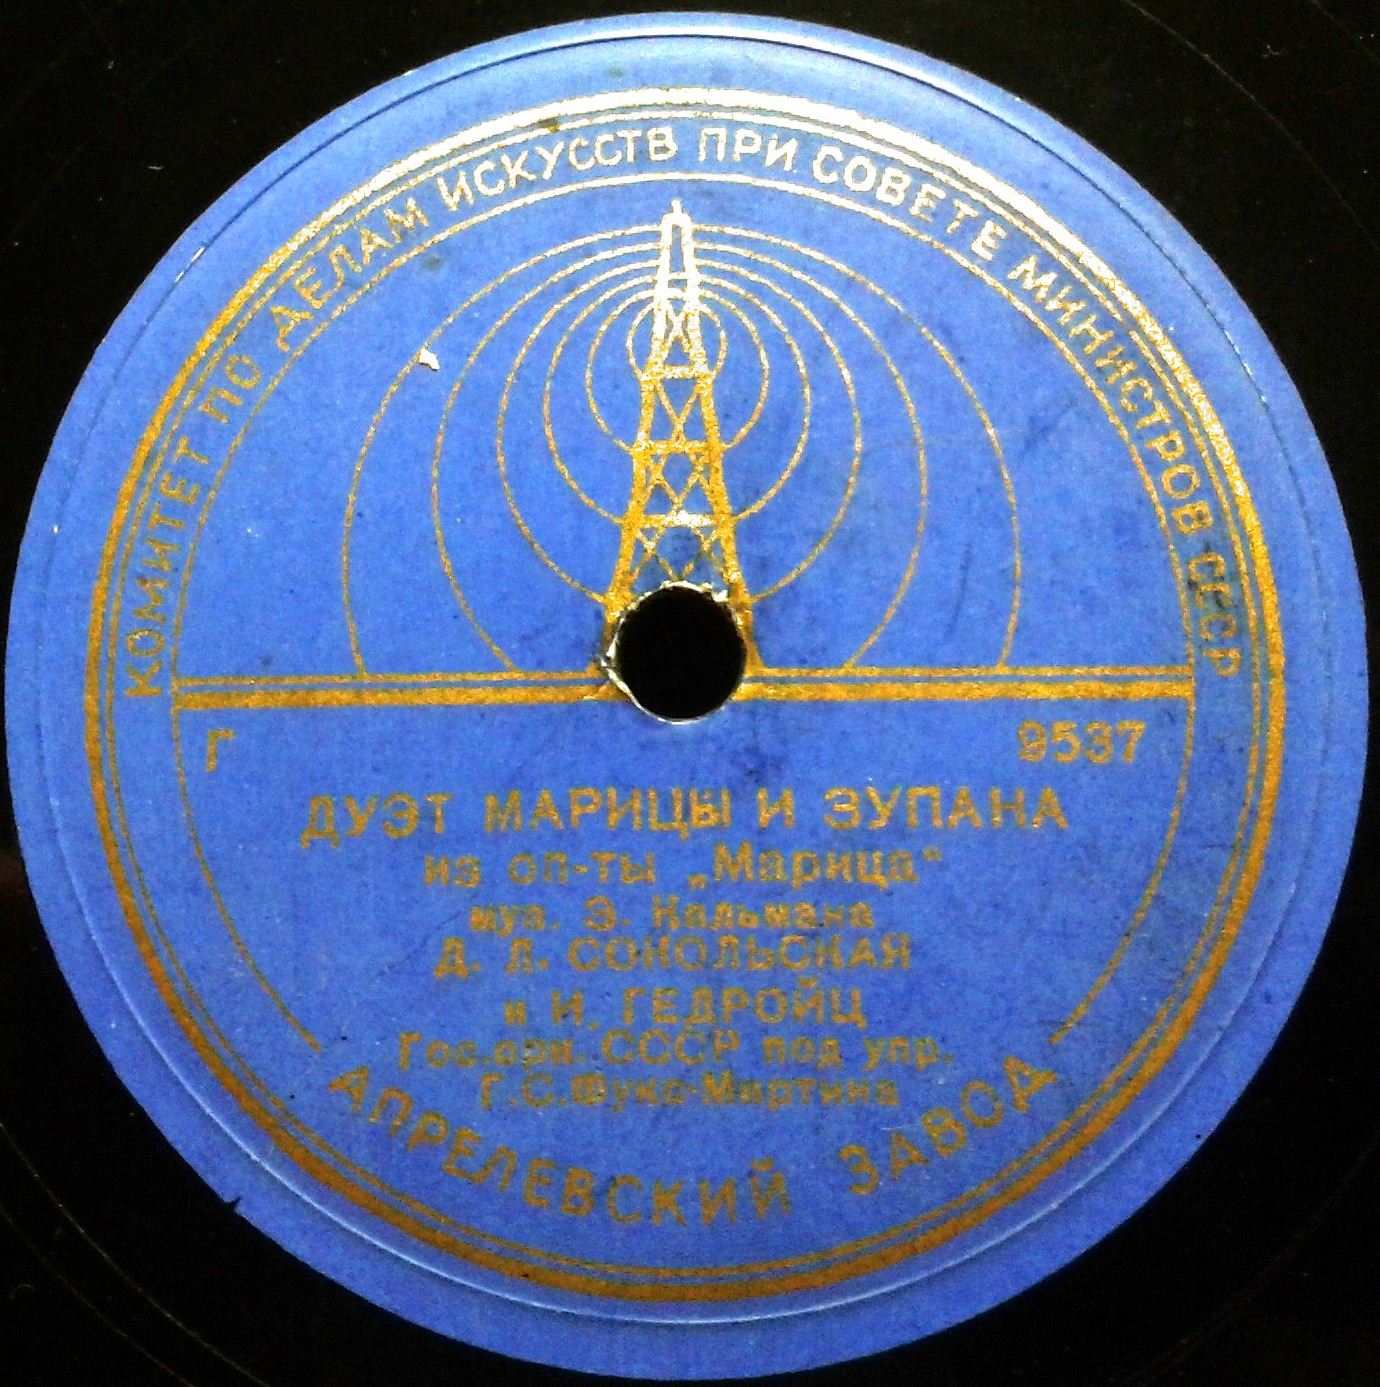 КОМИТЕТ ПО ДЕЛАМ ИСКУССТВ ПРИ СОВЕТЕ МИНИСТРОВ СССР
Г 9537
ДУЭТ МАРИЦЫ И ЗУПАНА
из оп-ты „Марица“
муз. Э. Кальмана
Д. Л. СОКОЛЬСКАЯ
и И. ГЕДРОЙЦ
Гос.орк. СССР под упр.
Г.С.Фукс-Мартина
АПРЕЛЕВСКИЙ ЗАВОД